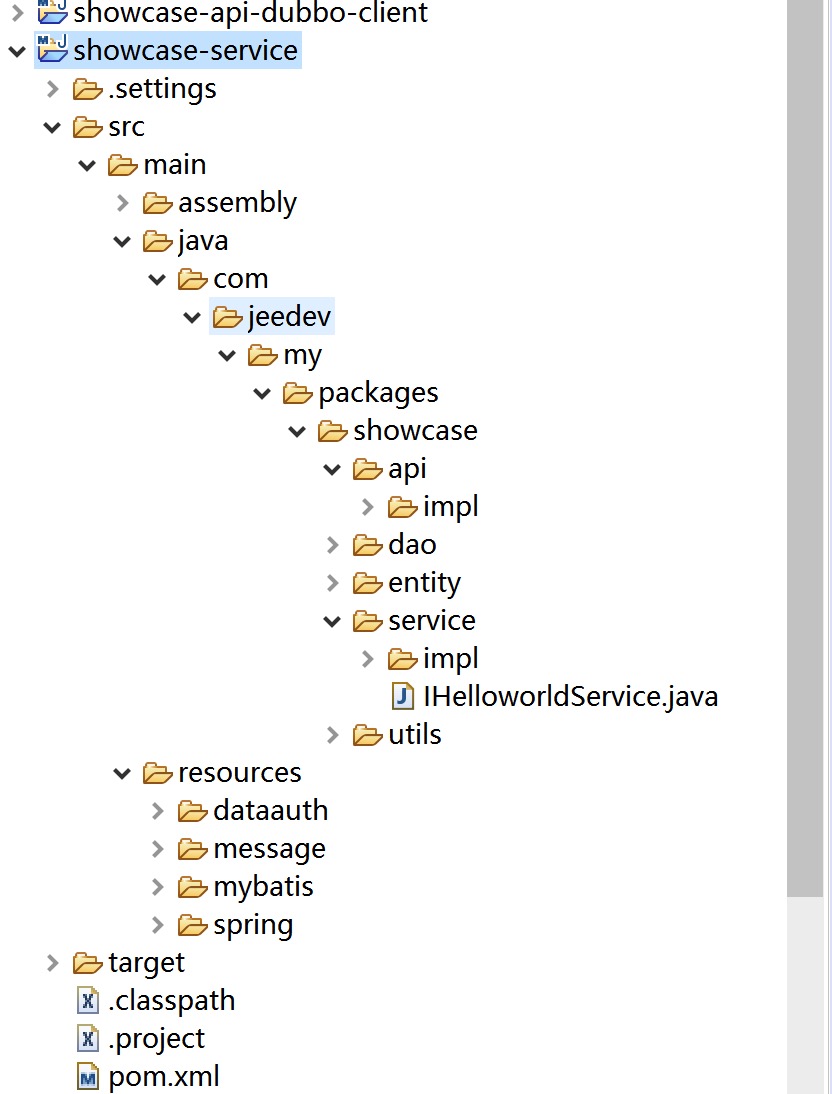 showcase-api-dubbo-client
showcase-service
.settings
src
main
assembly
java
com
jeedev
my
packages
showcase
api
impl
dao
entity
service
impl
IHelloworldService.java
utils
resources
dataauth
message
mybatis
spring
target
.classpath
.project
pom.xml